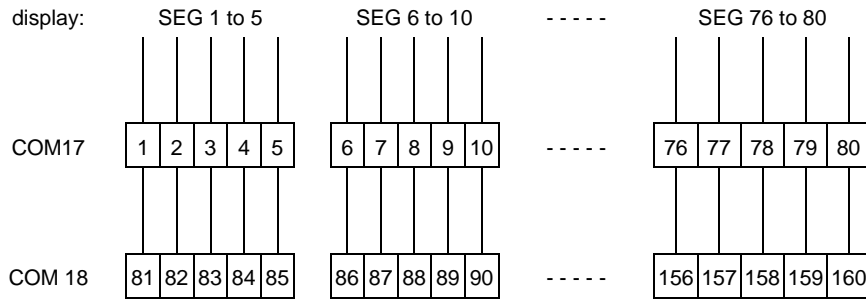 display: SEG 1 to 5 SEG 6 to 10 - - - - - SEG 76 to 80
COM17 1 2 3 4 5 6 7 8 9 10 - - - - - 76 77 78 79 80
COM 18 81 82 83 84 85 86 87 88 89 90 - - - - - 156 157 158 159 160